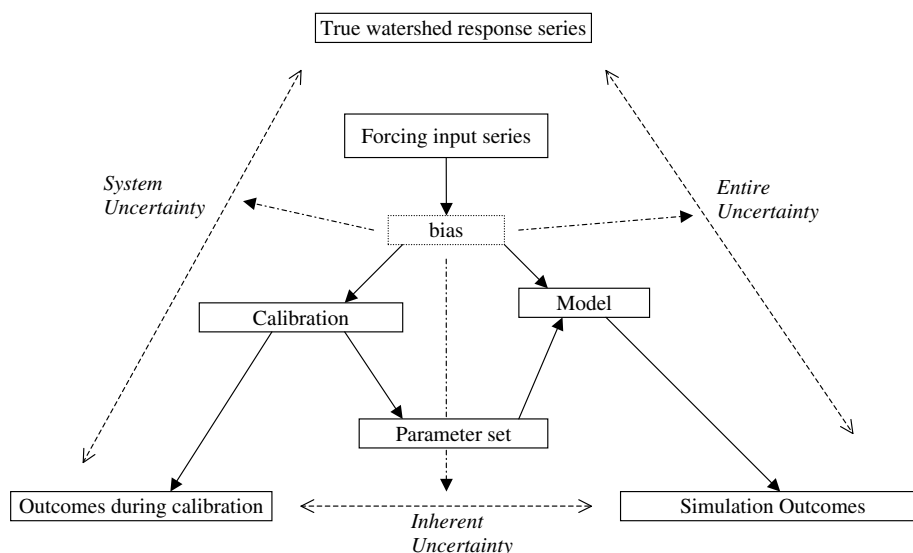 True watershed response series
Forcing input series
System
Uncertainty
Entire
Uncertainty
bias
Calibration
Model
Parameter set
Outcomes during calibration
Simulation Outcomes
Inherent
Uncertainty